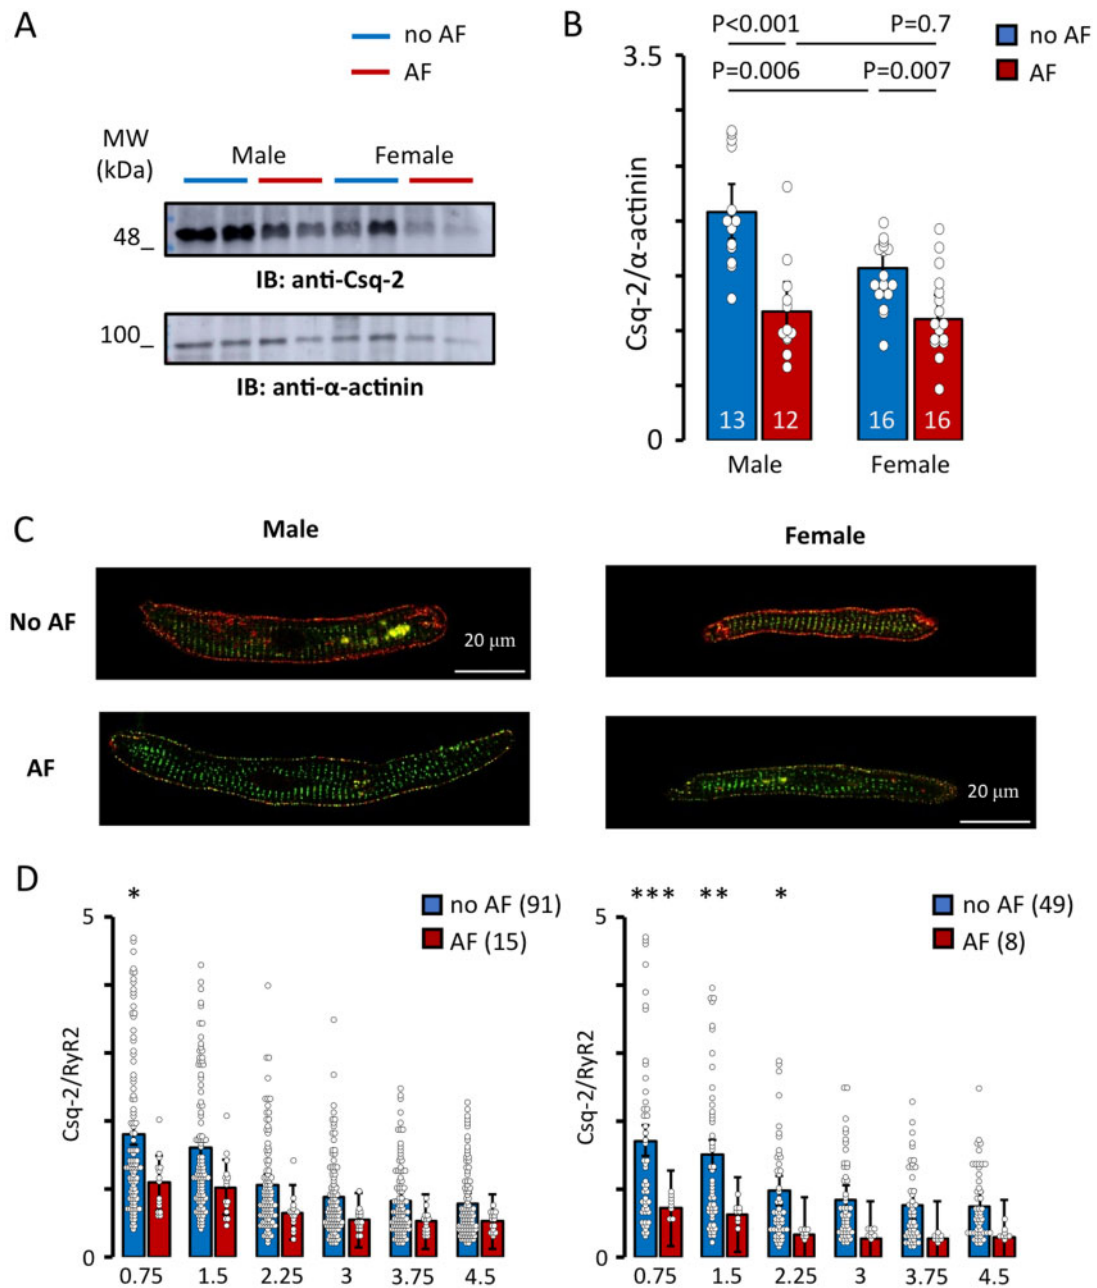 A
no AF
AF
MW
(kDa)
Male Female
48_
IB: anti-Csq-2
100_
IB: anti-α-actinin
B
P<0.001 P=0.7
P=0.006 P=0.007
no AF
AF
3.5
Csq-2/α-actinin
0
13 12 16 16
Male Female
C
Male Female
No AF
20 μm
AF
20 μm
D
*
no AF (91)
AF (15)
5
Csq-2/RyR2
0
0.75 1.5 2.25 3 3.75 4.5
*** ** *
no AF (49)
AF (8)
5
Csq-2/RyR2
0
0.75 1.5 2.25 3 3.75 4.5